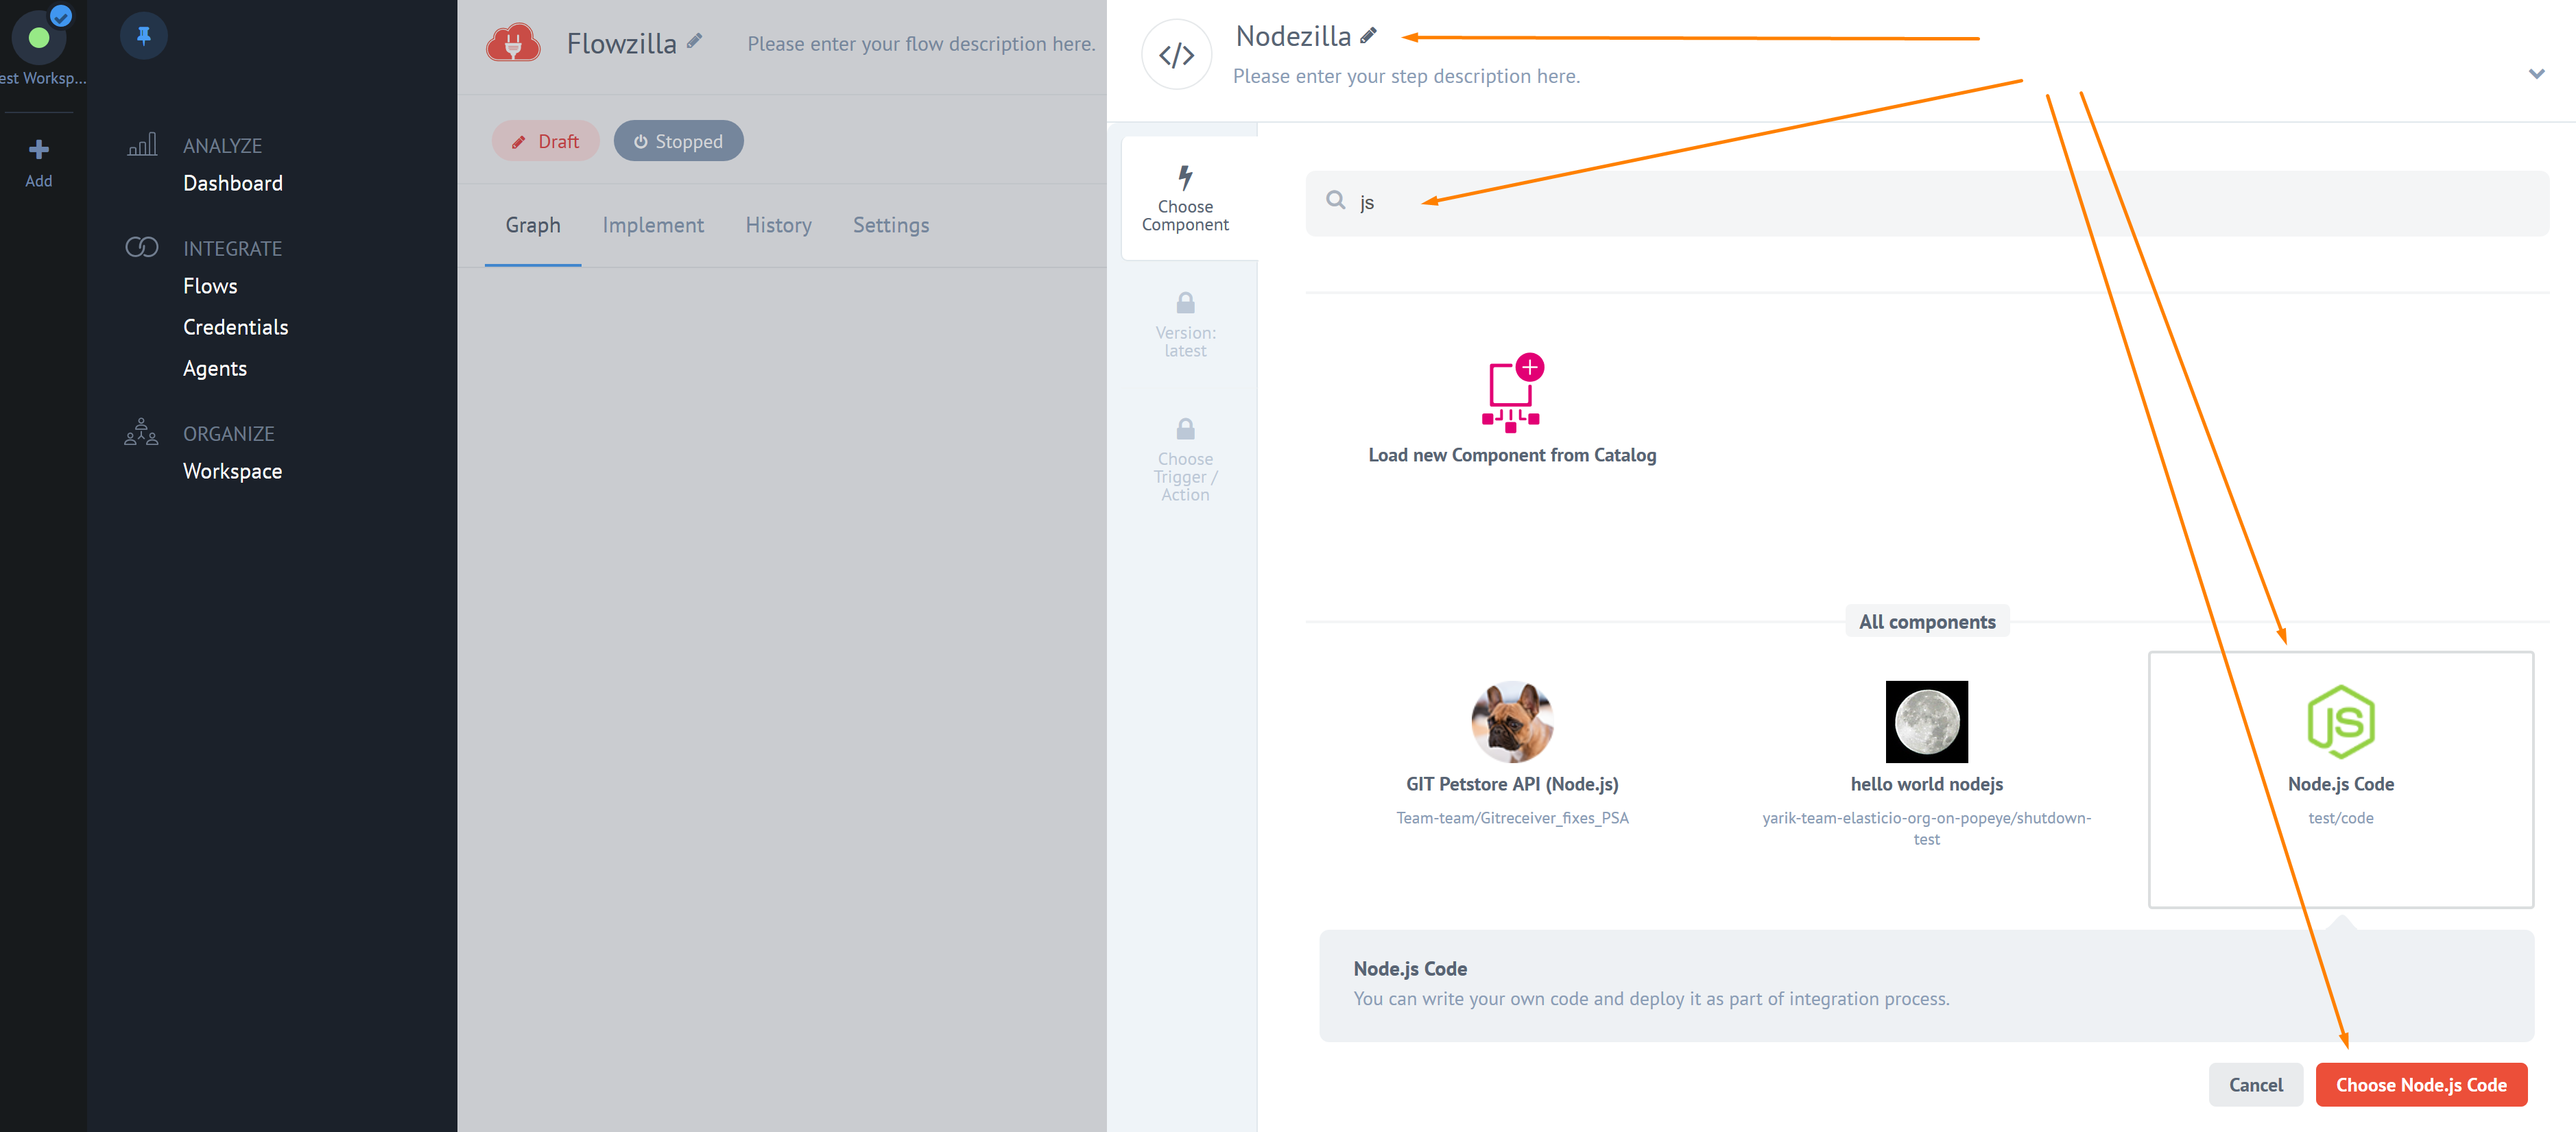 est Worksp...
Add
ANALYZE
Dashboard
INTEGRATE
Flows
Credentials
Agents
ORGANIZE
Workspace
Flowzilla
Please enter your flow description here.
Draft
Stopped
Graph
Implement
History
Settings
Nodezilla
Please enter your step description here.
Choose
Component
Version:
latest
Choose
Trigger /
Action
js
Load new Component from Catalog
All components
GIT Petstore API (Node.js)
Team-team/Gitreceiver_fixes_PSA
hello world nodejs
yarik-team-elasticio-org-on-popeye/shutdown-
test
JS
Node.js Code
test/code
Node.js Code
You can write your own code and deploy it as part of integration process.
Cancel
Choose Node.js Code